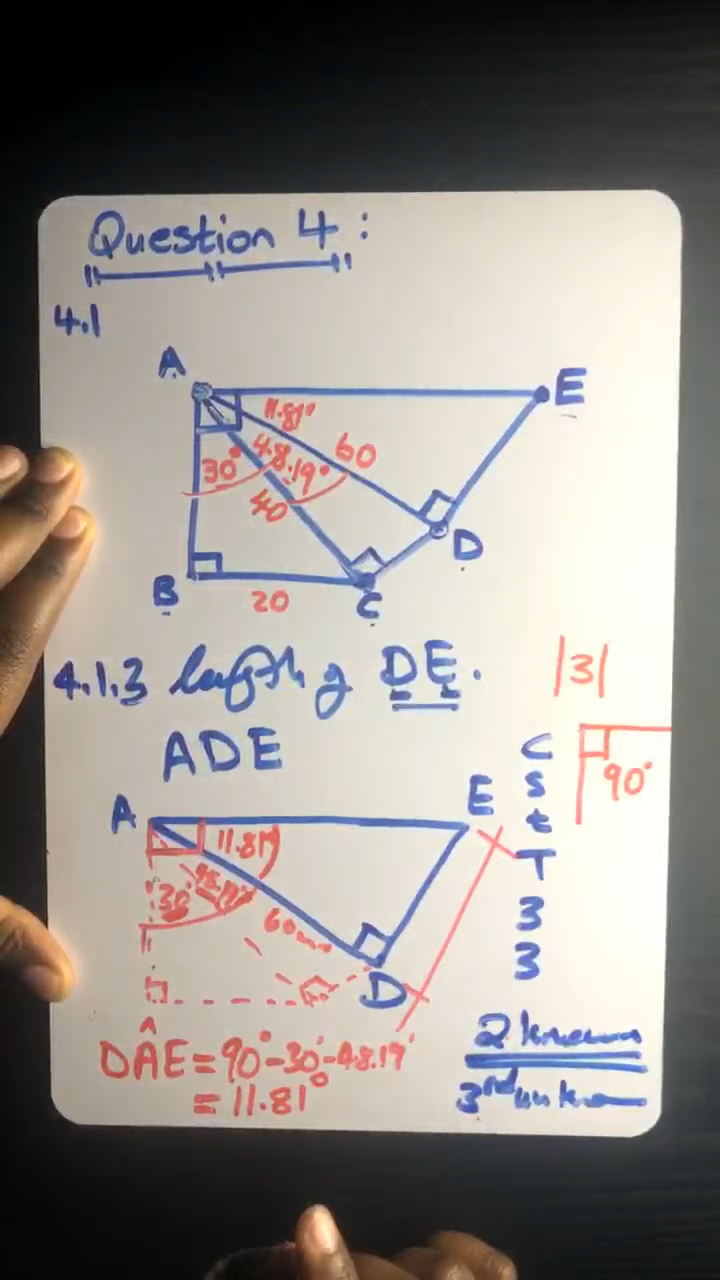 Question 4 :
4.1
A
E
11.81°
30°
48.19°
60
40
D
B
C
20
4.1.3 length of DE.
|3|
ADE
C
S
t
T
3
3
90°
A
E
11.81°
30°
48.19°
60
D
DÂE = 90° - 30° - 48.19°
= 11.81°
2 known
3rd unknown